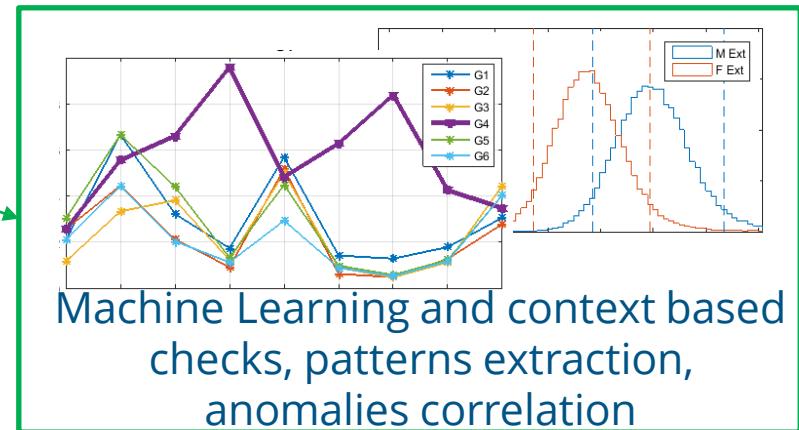 G1
G2
G3
G4
G5
G6
M Ext
F Ext
Machine Learning and context based
checks, patterns extraction,
anomalies correlation